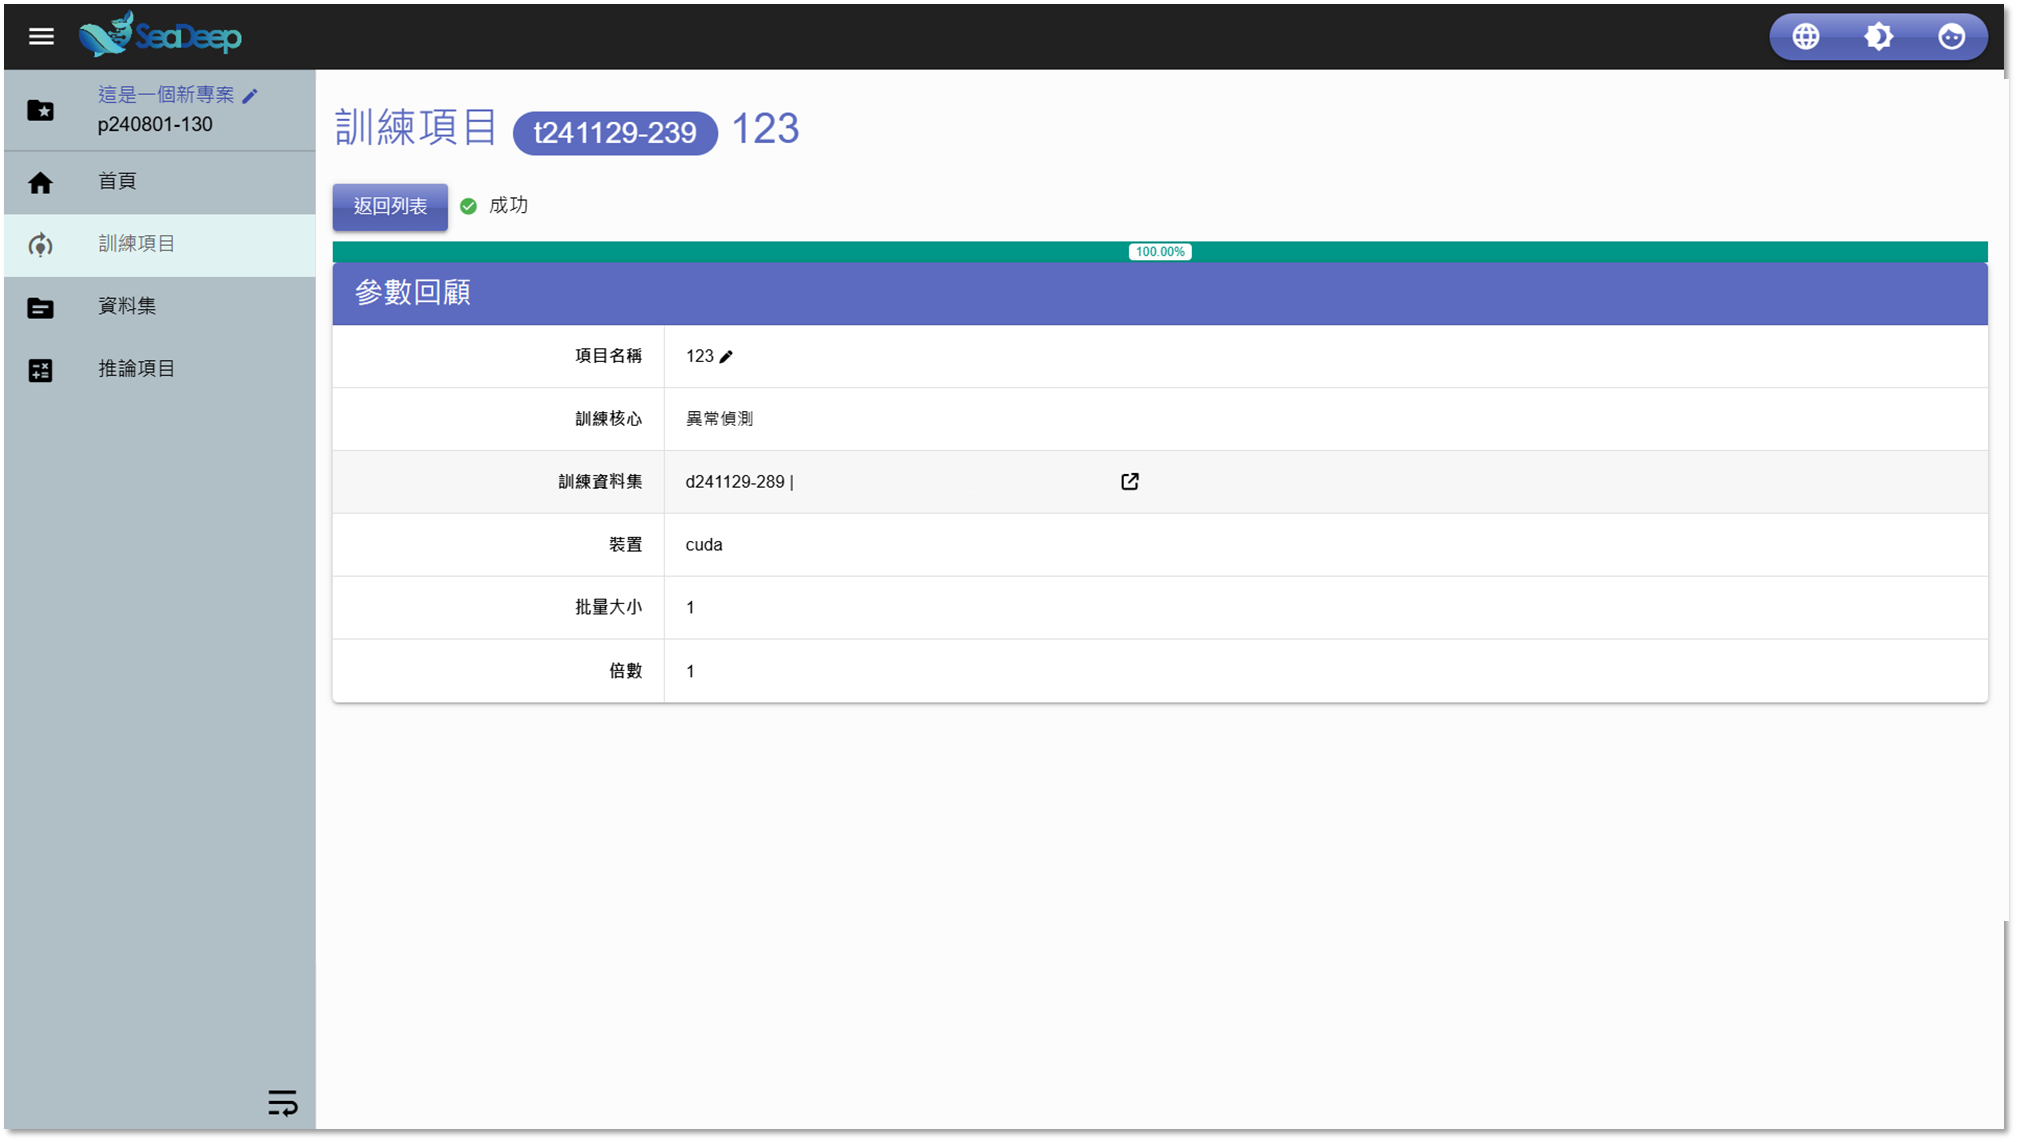 SeaDeep
這是一個新專案
p240801-130
首頁
訓練項目
資料集
推論項目
訓練項目 t241129-239 123
返回列表 成功
100.00%
參數回顧
項目名稱 123
訓練核心 異常偵測
訓練資料集 d241129-289 |
裝置 cuda
批量大小 1
倍數 1